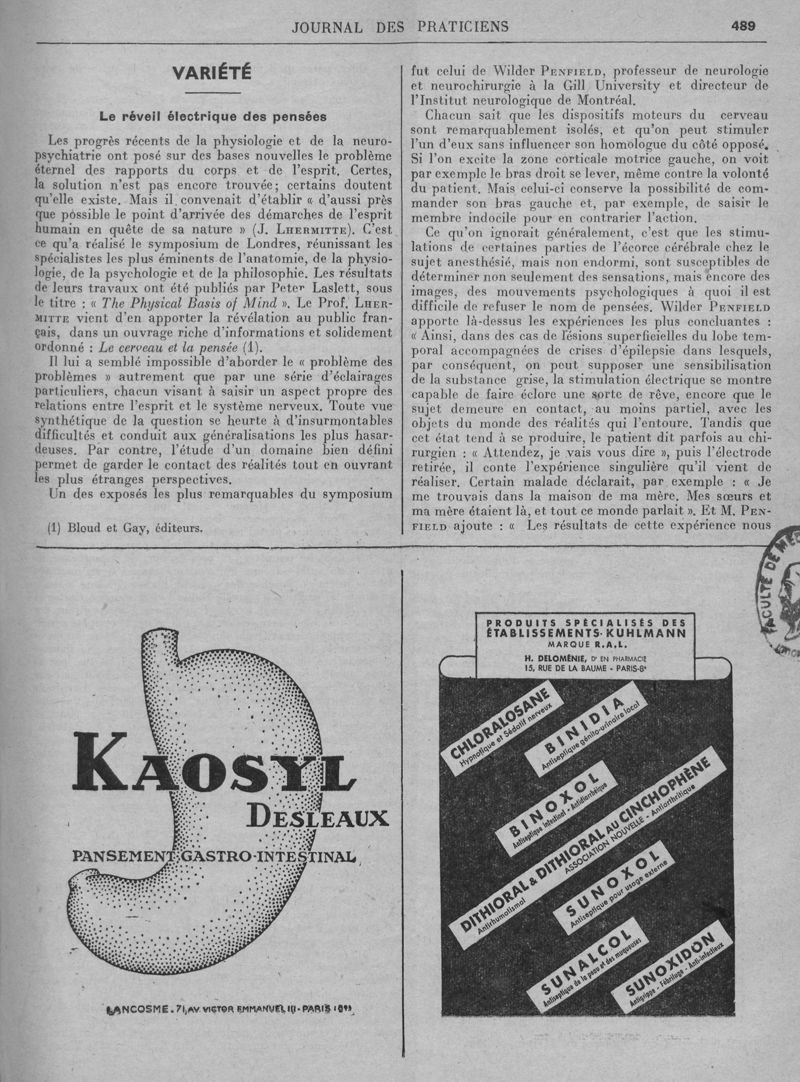 JOURNAL DES PRATICIENS
489
VARIÉTÉ
Le réveil électrique des pensées
Les progrès récents de la physiologie et de la neuro-
psychiatrie ont posé sur des bases nouvelles le problème
éternel des rapports du corps et de l'esprit. Certes,
la solution n'est pas encore trouvée; certains doutent
qu'elle existe. Mais il convenait d'établir « d'aussi près
que possible le point d'arrivée des démarches de l'esprit
humain en quête de sa nature » (J. LHERMITTE). C'est
ce qu'a réalisé le symposium de Londres, réunissant les
spécialistes les plus éminents de l'anatomie, de la physio-
logie, de la psychologie et de la philosophie. Les résultats
de leurs travaux ont été publiés par Peter Laslett, sous
le titre : « The Physical Basis of Mind ». Le Prof. LHER-
MITTE vient d'en apporter la révélation au public fran-
çais, dans un ouvrage riche d'informations et solidement
ordonné : Le cerveau et la pensée (1).
Il lui a semblé impossible d'aborder le « problème des
problèmes » autrement que par une série d'éclairages
particuliers, chacun visant à saisir un aspect propre des
relations entre l'esprit et le système nerveux. Toute vue
synthétique de la question se heurte à d'insurmontables
difficultés et conduit aux généralisations les plus hasar-
deuses. Par contre, l'étude d'un domaine bien défini
permet de garder le contact des réalités tout en ouvrant
les plus étranges perspectives.
Un des exposés les plus remarquables du symposium
(1) Bloud et Gay, éditeurs.
fut celui de Wilder PENFIELD, professeur de neurologie
et neurochirurgie à la Gill University et directeur de
l'Institut neurologique de Montréal.
Chacun sait que les dispositifs moteurs du cerveau
sont remarquablement isolés, et qu'on peut stimuler
l'un d'eux sans influencer son homologue du côté opposé.
Si l'on excite la zone corticale motrice gauche, on voit
par exemple le bras droit se lever, même contre la volonté
du patient. Mais celui-ci conserve la possibilité de com-
mander son bras gauche et, par exemple, de saisir le
membre indocile pour en contrarier l'action.
Ce qu'on ignorait généralement, c'est que les stimu-
lations de certaines parties de l'écorce cérébrale chez le
sujet anesthésié, mais non endormi, sont susceptibles de
déterminer non seulement des sensations, mais encore des
images, des mouvements psychologiques à quoi il est
difficile de refuser le nom de pensées. Wilder PENFIELD
apporte là-dessus les expériences les plus concluantes :
« Ainsi, dans des cas de lésions superficielles du lobe tem-
poral accompagnées de crises d'épilepsie dans lesquels,
par conséquent, on peut supposer une sensibilisation
de la substance grise, la stimulation électrique se montre
capable de faire éclore une sorte de rêve, encore que le
sujet demeure en contact, au moins partiel, avec les
objets du monde des réalités qui l'entoure. Tandis que
cet état tend à se produire, le patient dit parfois au chi-
rurgien : « Attendez, je vais vous dire », puis l'électrode
retirée, il conte l'expérience singulière qu'il vient de
réaliser. Certain malade déclarait, par exemple : « Je
me trouvais dans la maison de ma mère. Mes sœurs et
ma mère étaient là, et tout ce monde parlait ». Et M. PEN-
FIELD ajoute : « Les résultats de cette expérience nous
KAOSYL
DESLEAUX
PANSEMENT GASTRO-INTESTINAL
LANCOSME. 71, AV. VICTOR EMMANUEL III - PARIS (8e)
PRODUITS SPÉCIALISÉS DES
ÉTABLISSEMENTS KUHLMANN
MARQUE R.A.L.
H. DELOMÉNIE, Dr EN PHARMACIE
15, RUE DE LA BAUME - PARIS-8e
CHLORALOSANE
Hypnotique et Sédatif nerveux
BINIDIA
Antiseptique génito-urinaire local
BINOXOL
Antiseptique intestinal - Antidiarrhéique
DITHIORAL & DITHIORAL AU CINCHOPHÈNE
Antirhumatismal
ASSOCIATION NOUVELLE - Antiarthritique
SUNOXOL
Antiseptique pour usage externe
SUNALCOL
Antiseptique de la peau et des muqueuses
SUNOXIDON
Antigrippe - Fébrifuge - Anti-infectieux
FACULTÉ DE MÉD